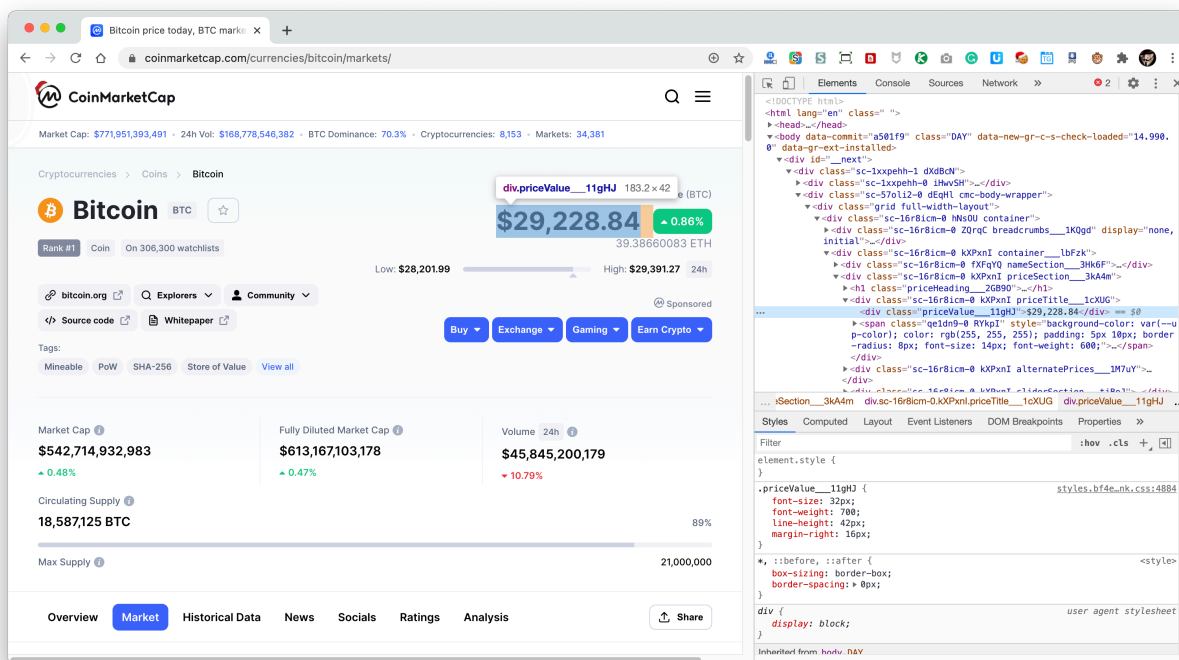 Bitcoin price today, BTC marke
coinmarketcap.com/currencies/bitcoin/markets/
CoinMarketCap
Market Cap: $771,951,393,491 • 24h Vol: $168,778,546,382 • BTC Dominance: 70.3% • Cryptocurrencies: 8,153 • Markets: 34,381
Cryptocurrencies > Coins > Bitcoin
div.priceValue___11gHJ 183.2 × 42
e (BTC)
Bitcoin BTC
$29,228.84 0.86%
39.38660083 ETH
Rank #1 Coin On 306,300 watchlists
Low: $28,201.99 High: $29,391.27 24h
bitcoin.org Explorers Community
Sponsored
Source code Whitepaper
Buy Exchange Gaming Earn Crypto
Tags:
Mineable PoW SHA-256 Store of Value View all
Market Cap Fully Diluted Market Cap Volume 24h
$542,714,932,983 $613,167,103,178 $45,845,200,179
0.48% 0.47% 10.79%
Circulating Supply
18,587,125 BTC 89%
Max Supply 21,000,000
Overview Market Historical Data News Socials Ratings Analysis Share
Elements Console Sources Network » 2
<!DOCTYPE html>
<html lang="en" class=" ">
<head>…</head>
<body data-commit="a501f9" class="DAY" data-new-gr-c-s-check-loaded="14.990.
0" data-gr-ext-installed>
<div id="__next">
<div class="sc-1xxpehh-1 dXdBcN">
<div class="sc-1xxpehh-0 iHwvSH">…</div>
<div class="sc-57oli2-0 dEqHl cmc-body-wrapper">
<div class="grid full-width-layout">
<div class="sc-16r8icm-0 hNsOU container">
<div class="sc-16r8icm-0 ZQrqC breadcrumbs___1KQgd" display="none,
initial">…</div>
<div class="sc-16r8icm-0 kXPxnI container___lbFzk">
<div class="sc-16r8icm-0 fXFqYQ nameSection___3Hk6F">…</div>
<div class="sc-16r8icm-0 kXPxnI priceSection___3kA4m">
<h1 class="priceHeading___2GB9O">…</h1>
<div class="sc-16r8icm-0 kXPxnI priceTitle___1cXUG">
<div class="priceValue___11gHJ">$29,228.84</div> == $0
<span class="qe1dn9-0 RYkpI" style="background-color: var(--u
p-color); color: rgb(255, 255, 255); padding: 5px 10px; border
-radius: 8px; font-size: 14px; font-weight: 600;">…</span>
</div>
<div class="sc-16r8icm-0 kXPxnI alternatePrices___1M7uY">…
</div>
<div class="sc-16r8icm-0 kXPxnI
… eSection___3kA4m div.sc-16r8icm-0.kXPxnI.priceTitle___1cXUG div.priceValue___11gHJ
Styles Computed Layout Event Listeners DOM Breakpoints Properties »
Filter :hov .cls +
element.style {
}
.priceValue___11gHJ { styles.bf4e…nk.css:4884
font-size: 32px;
font-weight: 700;
line-height: 42px;
margin-right: 16px;
}
*, ::before, ::after { <style>
box-sizing: border-box;
border-spacing: 0px;
}
div { user agent stylesheet
display: block;
}
Inherited from body.DAY